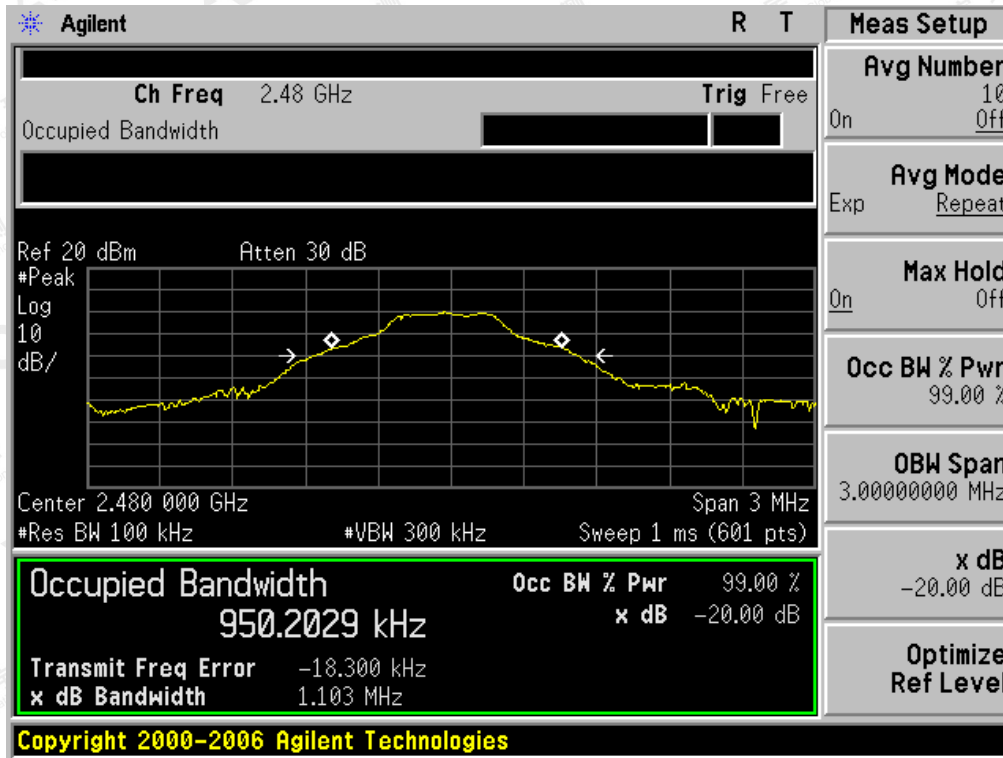 Agilent R T Meas Setup
Ch Freq 2.48 GHz Trig Free
Occupied Bandwidth
Ref 20 dBm Atten 30 dB
#Peak
Log
10
dB/
Center 2.480 000 GHz Span 3 MHz
#Res BW 100 kHz #VBW 300 kHz Sweep 1 ms (601 pts)
Occupied Bandwidth
950.2029 kHz
Occ BW % Pwr 99.00 %
x dB -20.00 dB
Transmit Freq Error -18.300 kHz
x dB Bandwidth 1.103 MHz
Copyright 2000-2006 Agilent Technologies
Avg Number
10
On Off
Avg Mode
Exp Repeat
Max Hold
On Off
Occ BW % Pwr
99.00 %
OBW Span
3.00000000 MHz
x dB
-20.00 dB
Optimize
Ref Level